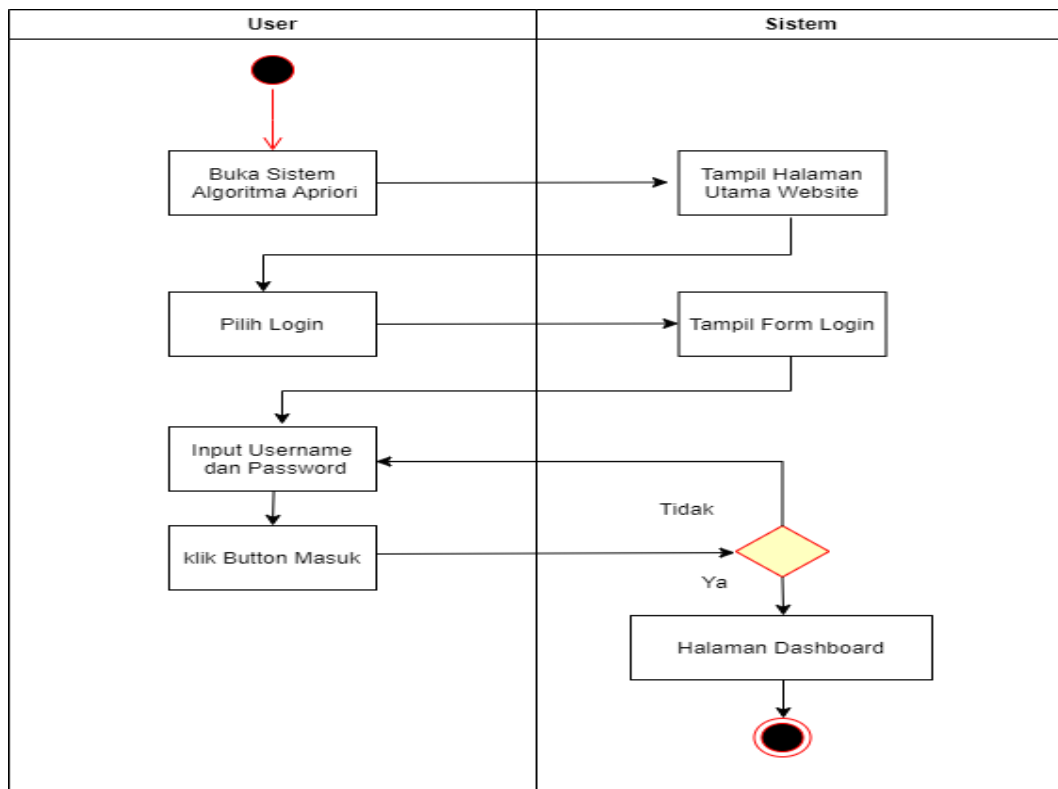 User
Sistem
Buka Sistem
Algoritma Apriori
Tampil Halaman
Utama Website
Pilih Login
Tampil Form Login
Input Username
dan Password
Tidak
klik Button Masuk
Ya
Halaman Dashboard